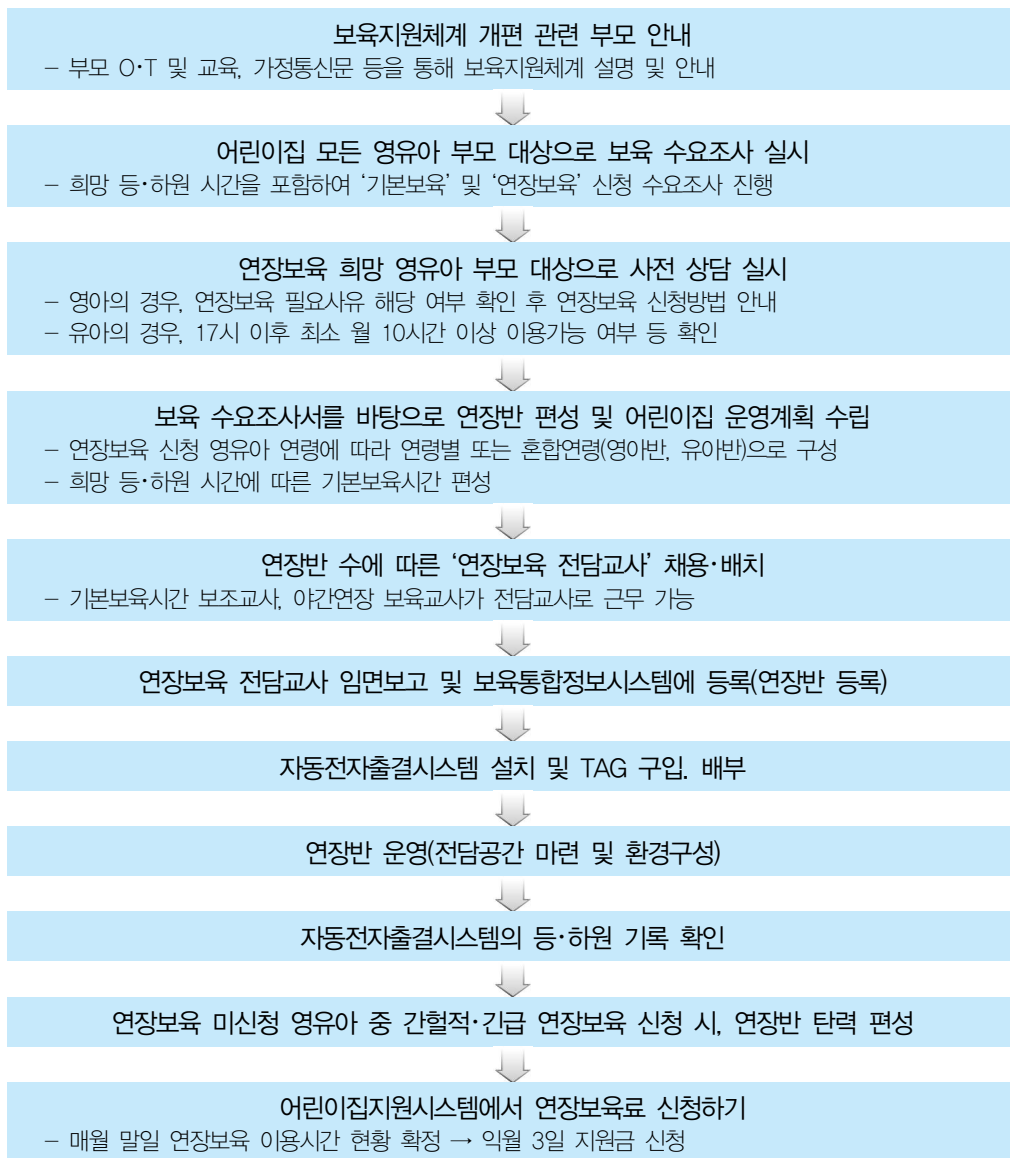 보육지원체계 개편 관련 부모 안내
– 부모 O·T 및 교육, 가정통신문 등을 통해 보육지원체계 설명 및 안내
어린이집 모든 영유아 부모 대상으로 보육 수요조사 실시
– 희망 등·하원 시간을 포함하여 ‘기본보육’ 및 ‘연장보육’ 신청 수요조사 진행
연장보육 희망 영유아 부모 대상으로 사전 상담 실시
– 영아의 경우, 연장보육 필요사유 해당 여부 확인 후 연장보육 신청방법 안내
– 유아의 경우, 17시 이후 최소 월 10시간 이상 이용가능 여부 등 확인
보육 수요조사서를 바탕으로 연장반 편성 및 어린이집 운영계획 수립
– 연장보육 신청 영유아 연령에 따라 연령별 또는 혼합연령(영아반, 유아반)으로 구성
– 희망 등·하원 시간에 따른 기본보육시간 편성
연장반 수에 따른 ‘연장보육 전담교사’ 채용·배치
– 기본보육시간 보조교사, 야간연장 보육교사가 전담교사로 근무 가능
연장보육 전담교사 임면보고 및 보육통합정보시스템에 등록(연장반 등록)
자동전자출결시스템 설치 및 TAG 구입. 배부
연장반 운영(전담공간 마련 및 환경구성)
자동전자출결시스템의 등·하원 기록 확인
연장보육 미신청 영유아 중 간헐적·긴급 연장보육 신청 시, 연장반 탄력 편성
어린이집지원시스템에서 연장보육료 신청하기
– 매월 말일 연장보육 이용시간 현황 확정 → 익월 3일 지원금 신청